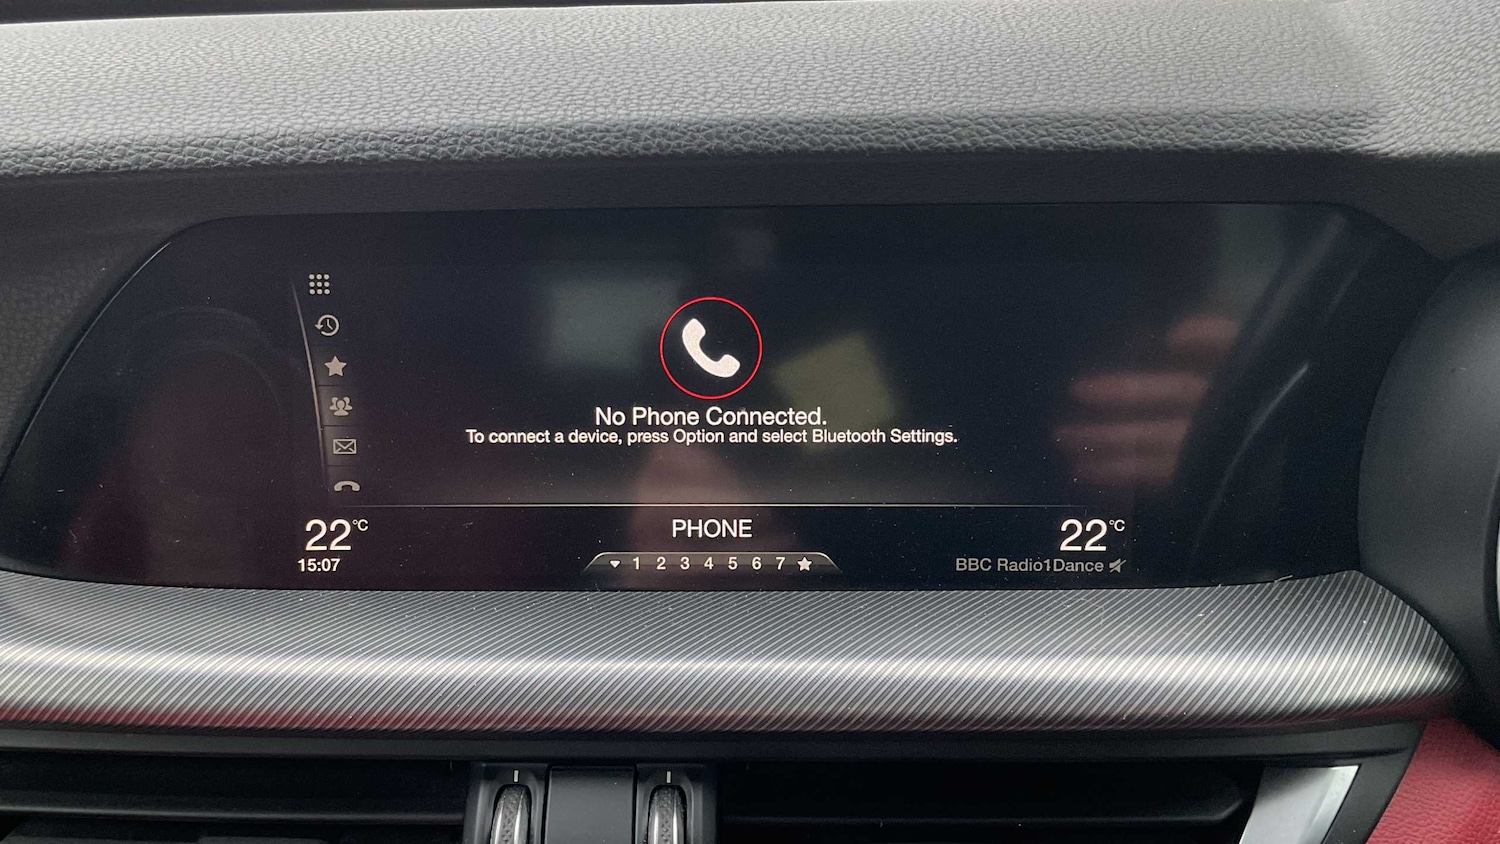 No Phone Connected.
To connect a device, press Option and select Bluetooth Settings.
22°C
PHONE
22°C
15:07
1 2 3 4 5 6 7
BBC Radio1Dance